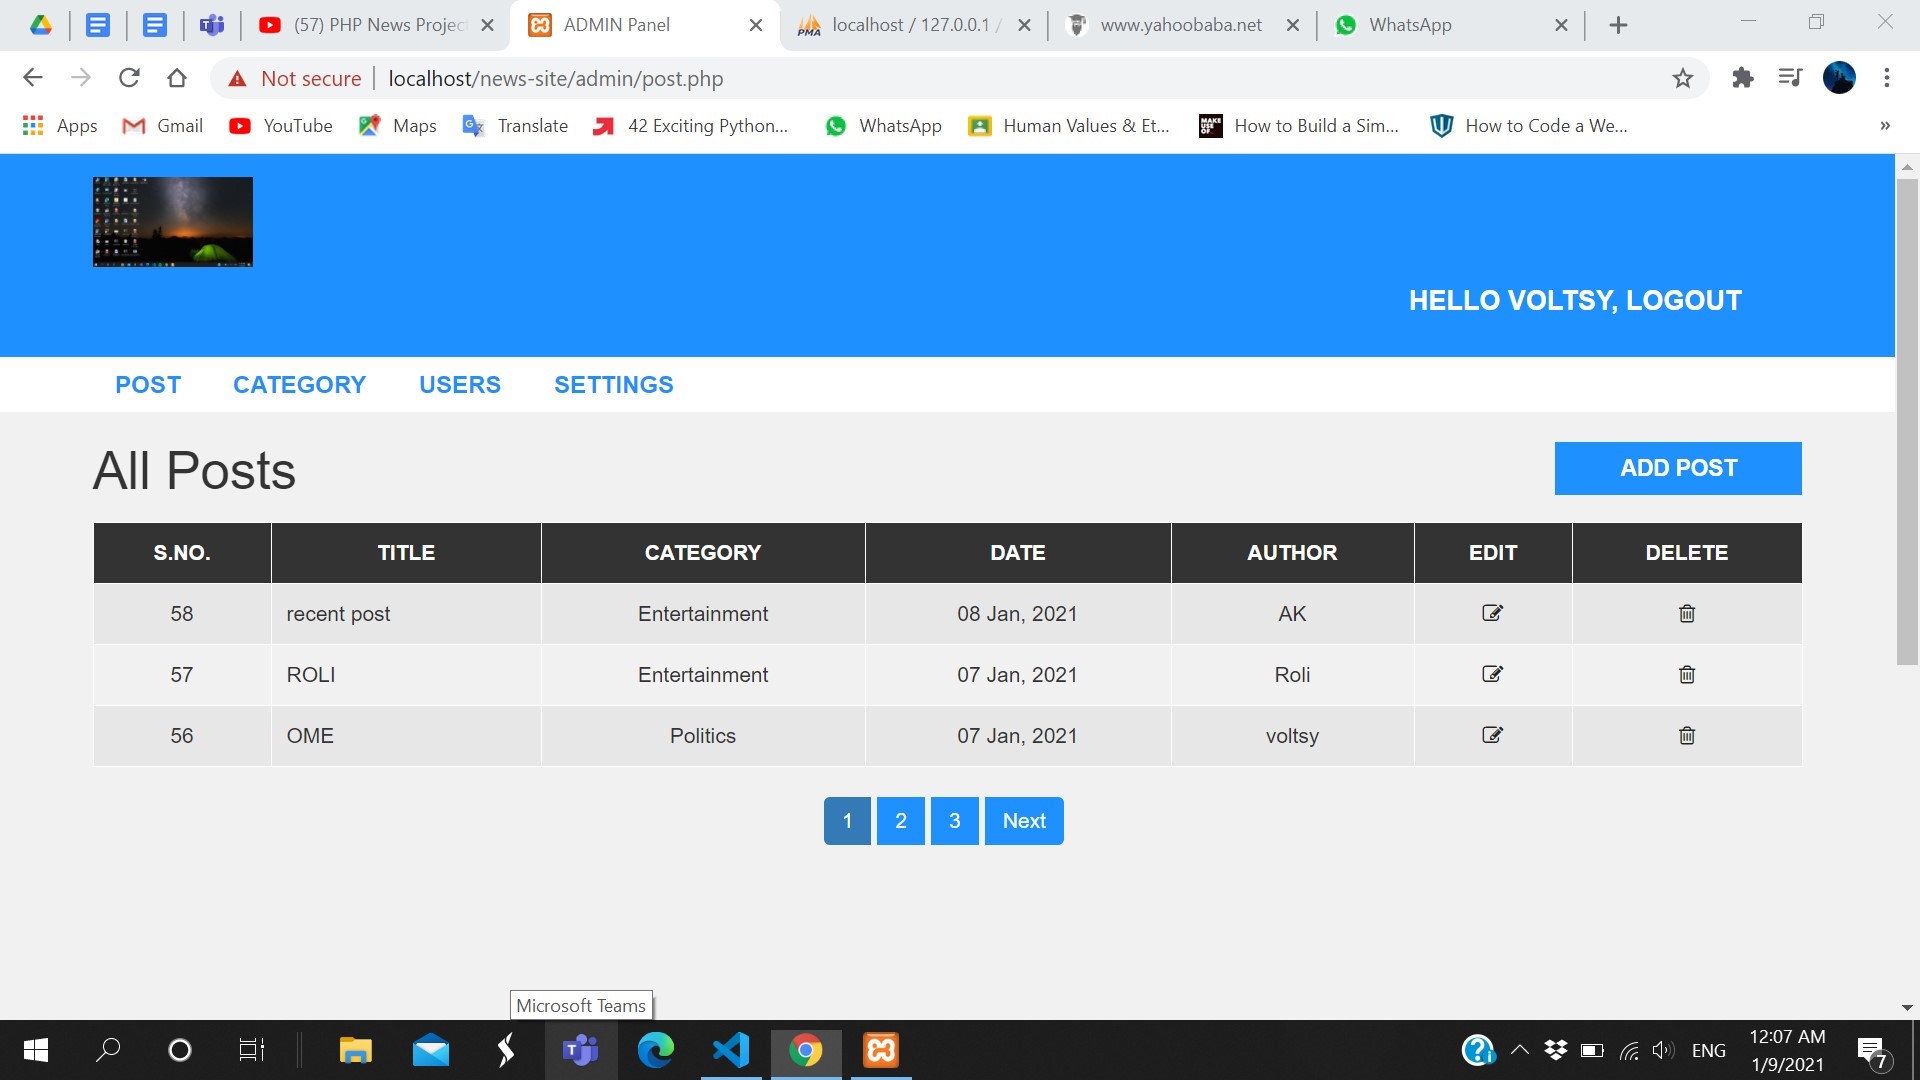 (57) PHP News Projec
ADMIN Panel
localhost / 127.0.0.1 /
www.yahoobaba.net
WhatsApp
Not secure
localhost/news-site/admin/post.php
Apps
Gmail
YouTube
Maps
Translate
42 Exciting Python...
WhatsApp
Human Values & Et...
How to Build a Sim...
How to Code a We...
»
HELLO VOLTSY, LOGOUT
POST CATEGORY USERS SETTINGS
All Posts
ADD POST
S.NO. TITLE CATEGORY DATE AUTHOR EDIT DELETE
58 recent post Entertainment 08 Jan, 2021 AK
57 ROLI Entertainment 07 Jan, 2021 Roli
56 OME Politics 07 Jan, 2021 voltsy
1 2 3 Next
Microsoft Teams
ENG
12:07 AM
1/9/2021
7